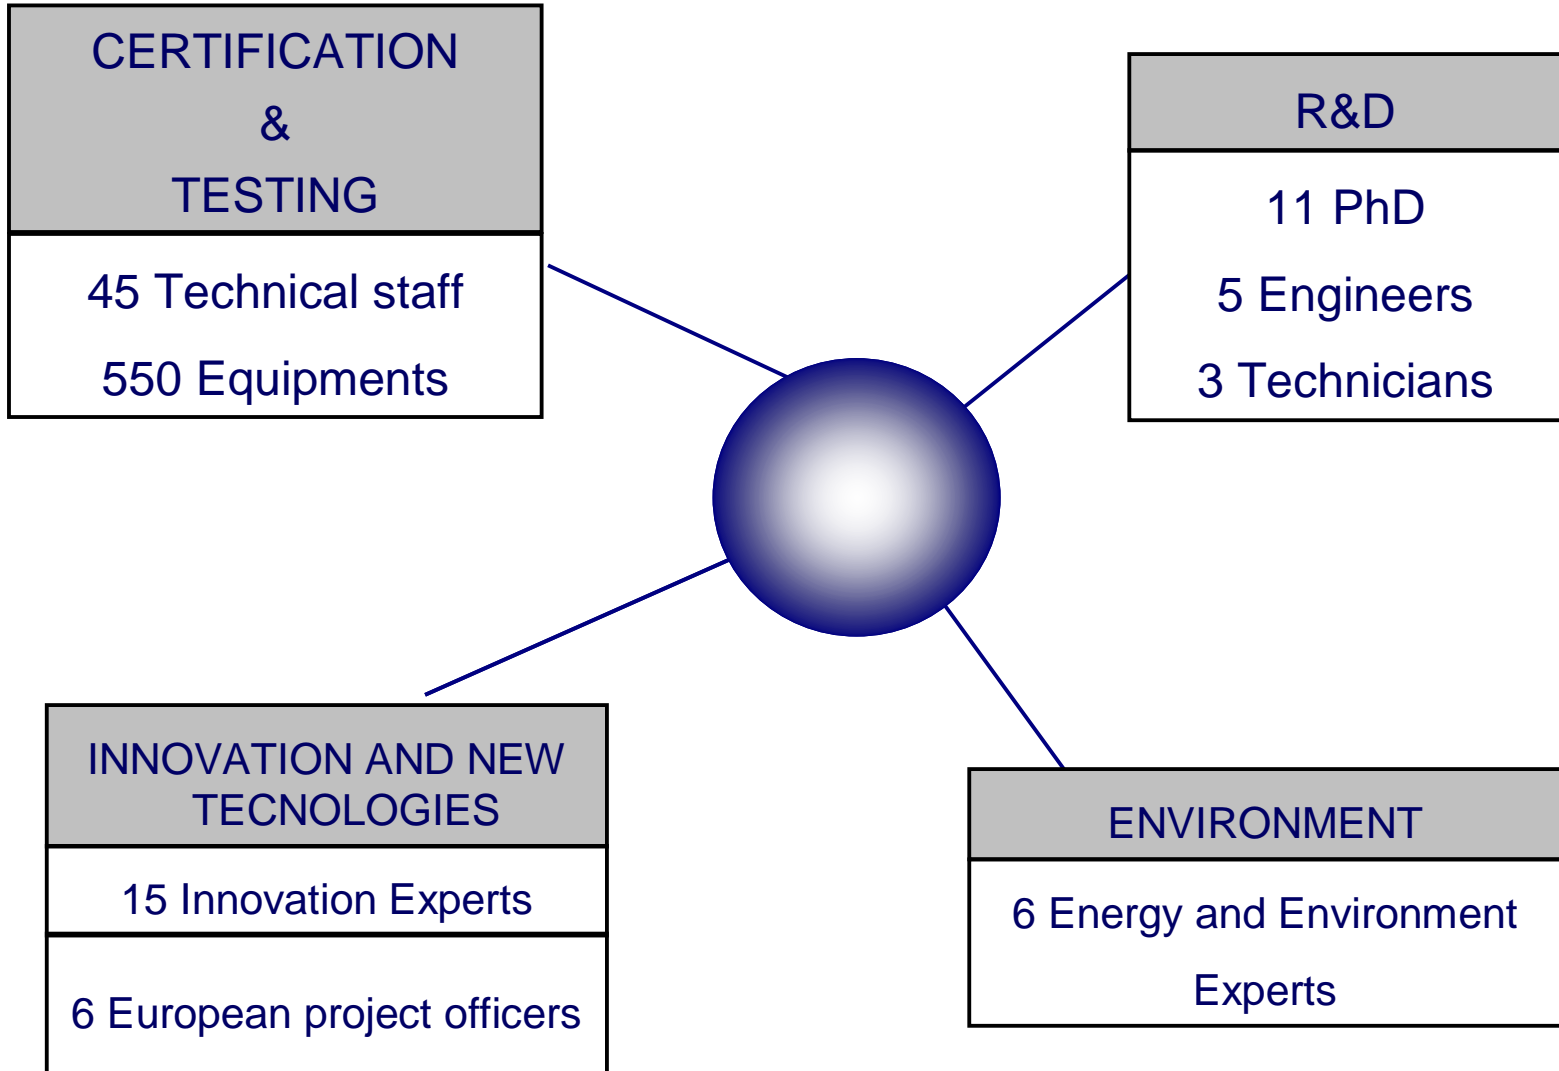 CERTIFICATION
&
TESTING
45 Technical staff
550 Equipments
R&D
11 PhD
5 Engineers
3 Technicians
INNOVATION AND NEW
TECNOLOGIES
15 Innovation Experts
6 European project officers
ENVIRONMENT
6 Energy and Environment
Experts